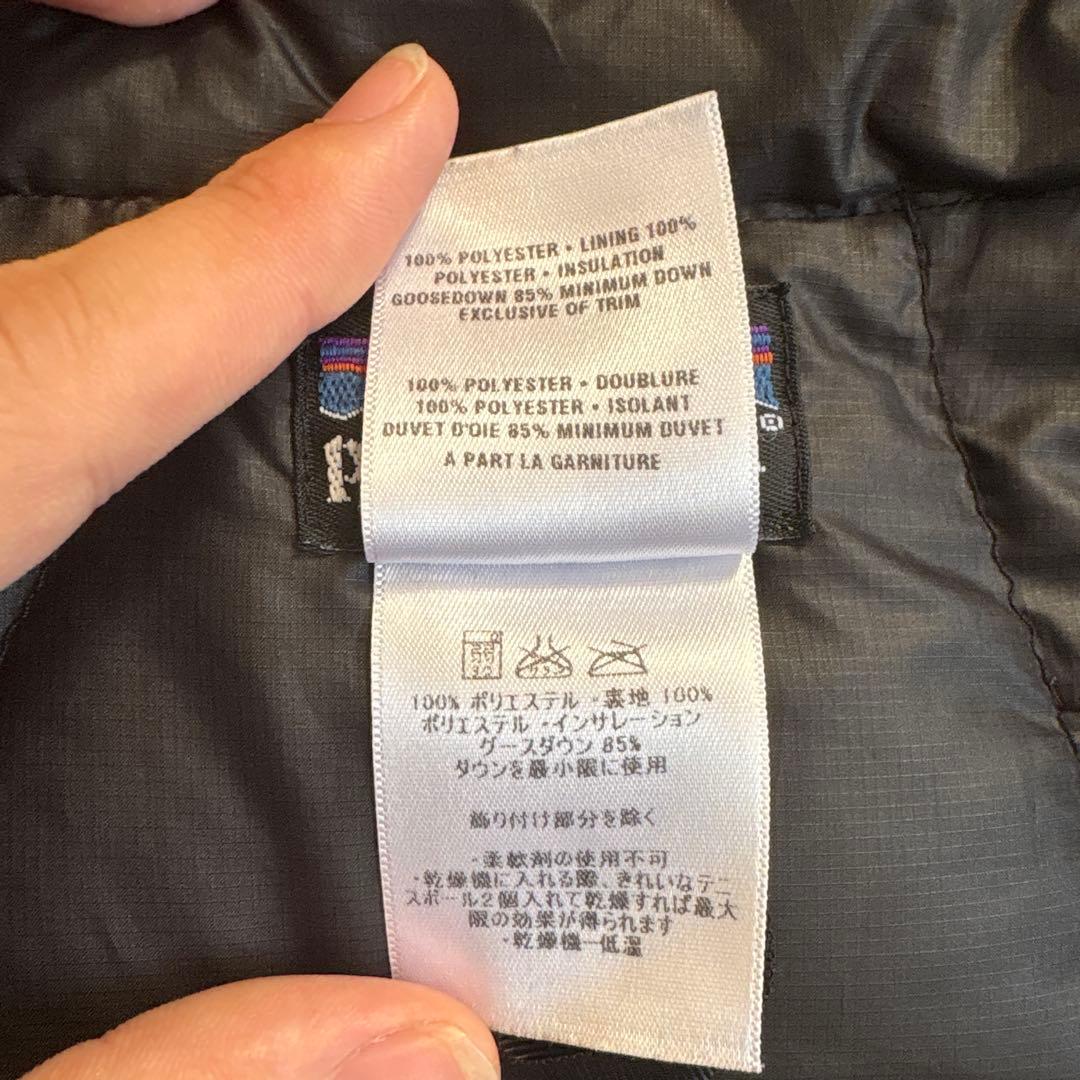 100% POLYESTER • LINING 100%
POLYESTER • INSULATION
GOOSEDOWN 85% MINIMUM DOWN
EXCLUSIVE OF TRIM
100% POLYESTER • DOUBLURE
100% POLYESTER • ISOLANT
DUVET D'OIE 85% MINIMUM DUVET
A PART LA GARNITURE
®
p
100% ポリエステル ・裏地 100%
ポリエステル ・インサレーション
グースダウン 85%
ダウンを最小限に使用
飾り付け部分を除く
・柔軟剤の使用不可
・乾燥機に入れる際、きれいなテニ
スボール2個入れて乾燥すれば最大
限の効果が得られます
・乾燥機ー低温